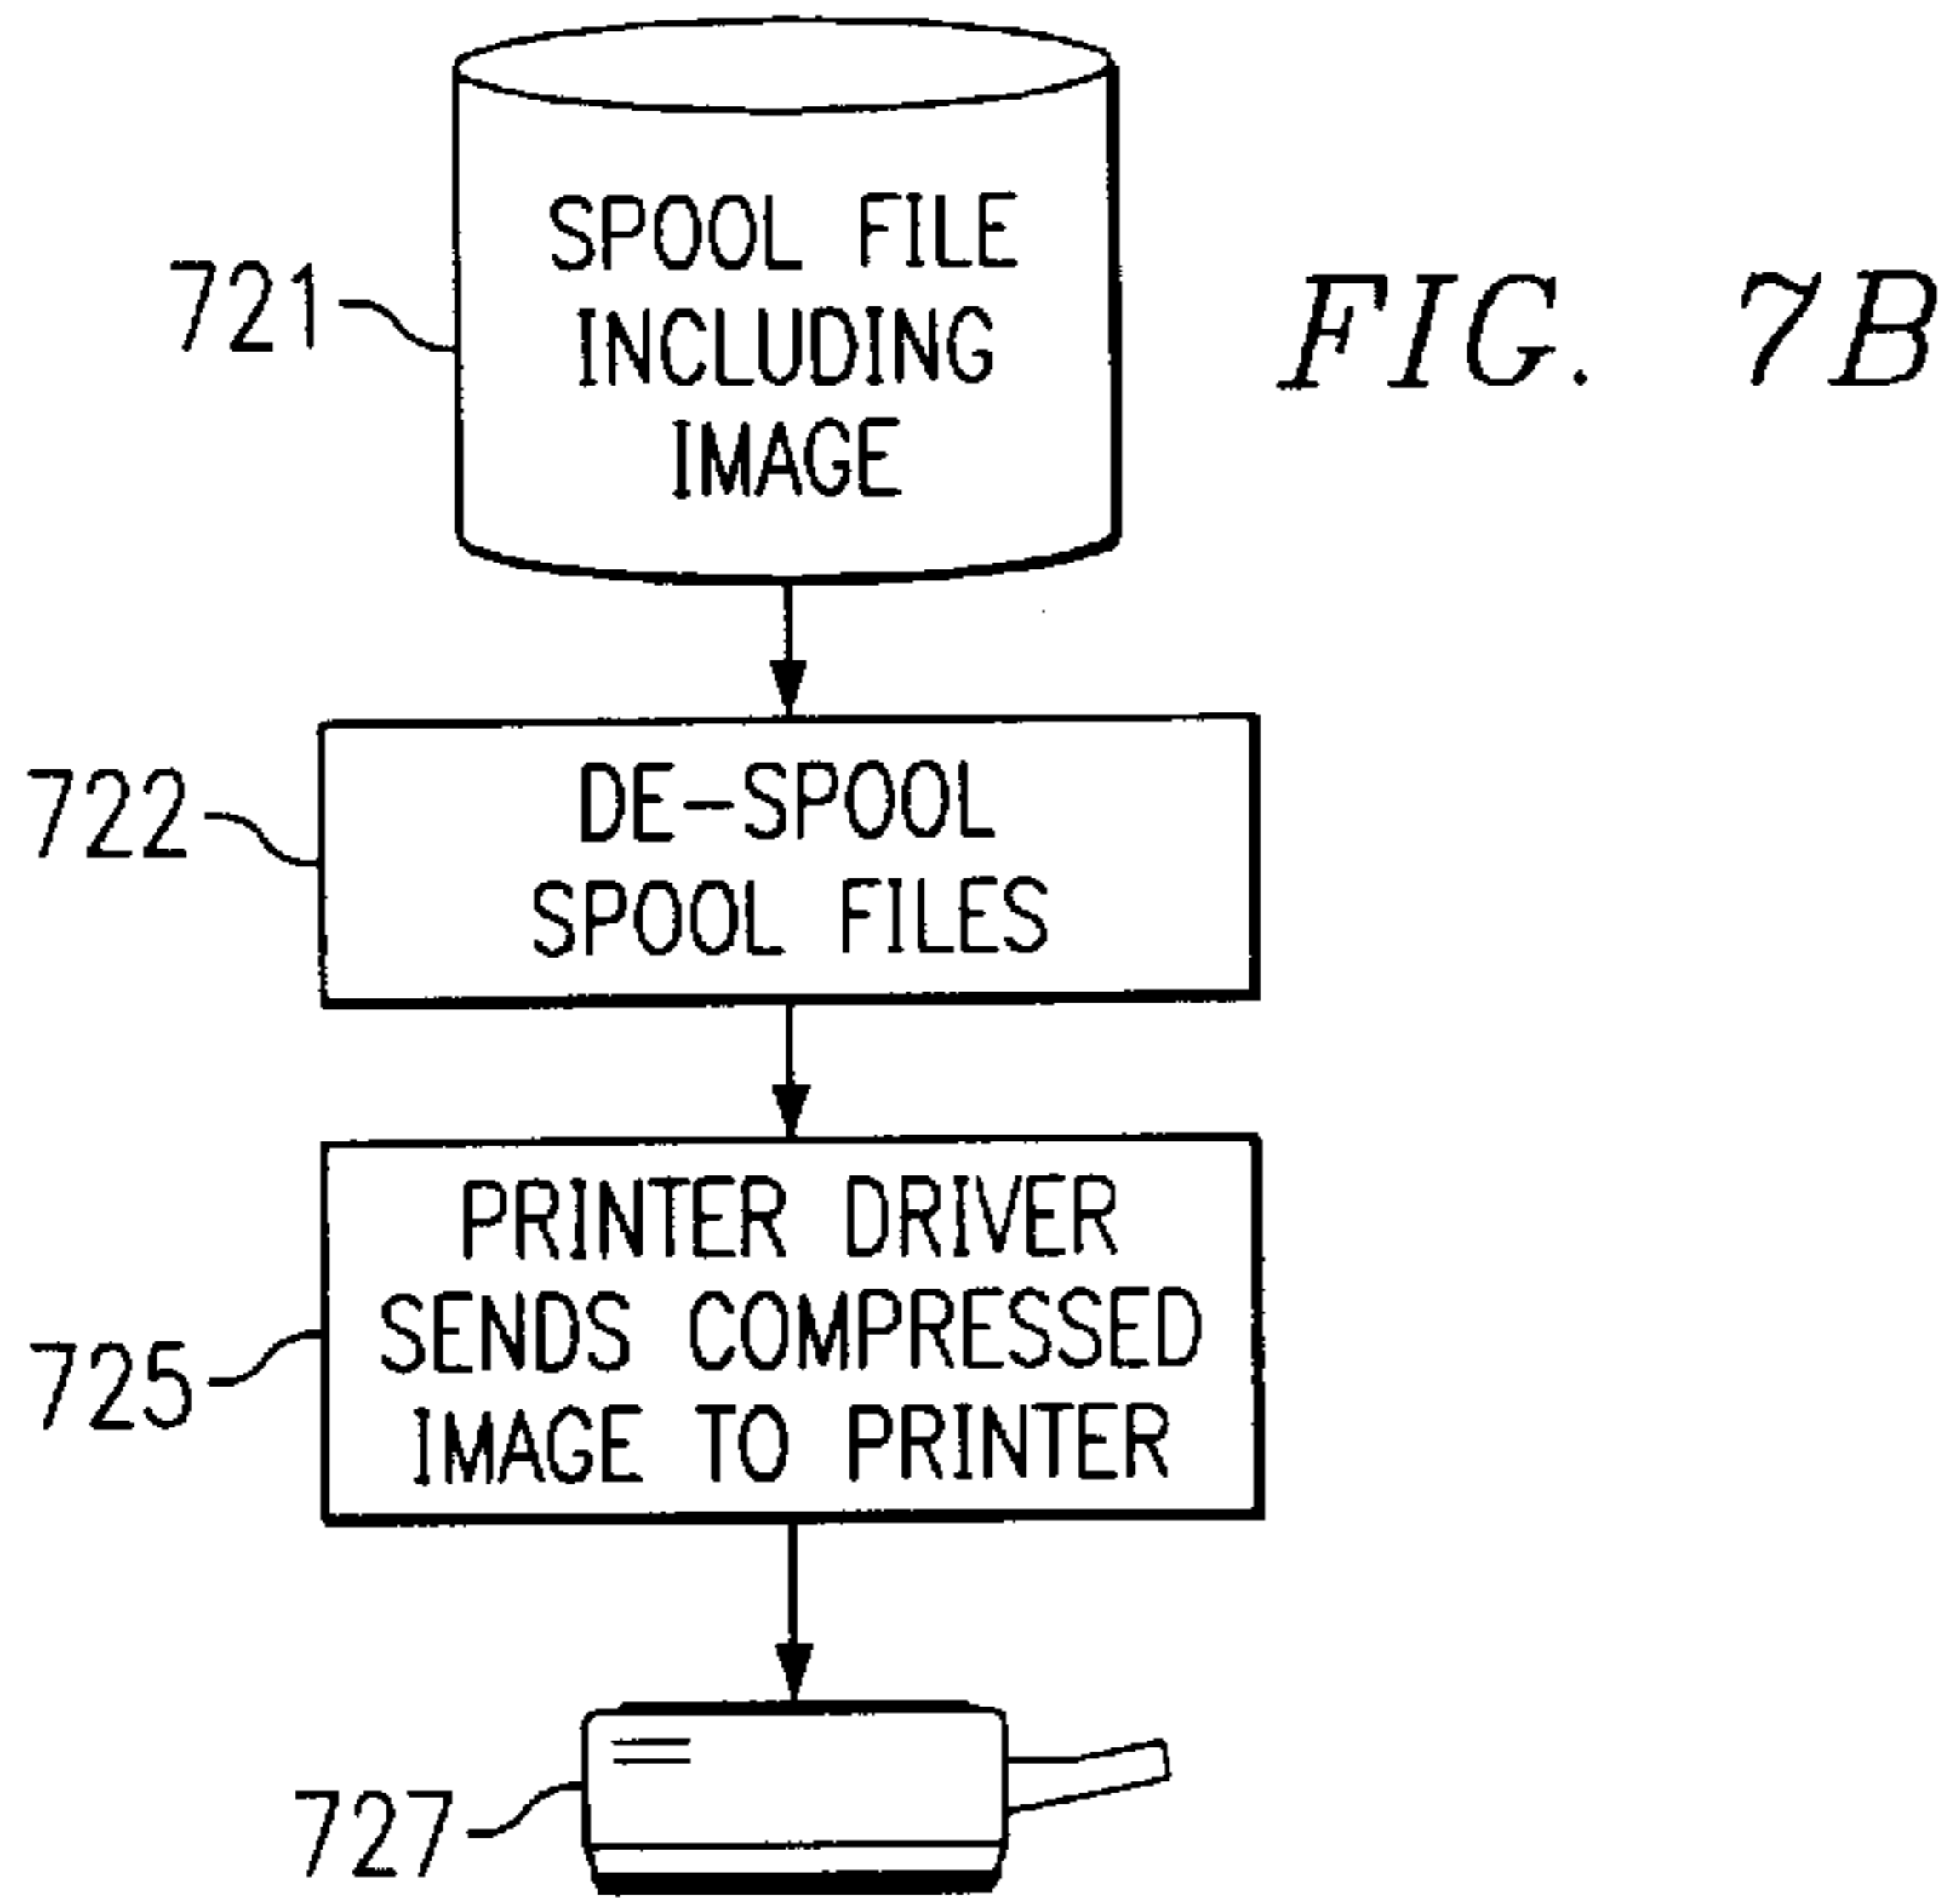 SPOOL FILE
INCLUDING
IMAGE
721
FIG. 7B
DE-SPOOL
SPOOL FILES
722
PRINTER DRIVER
SENDS COMPRESSED
IMAGE TO PRINTER
725
727